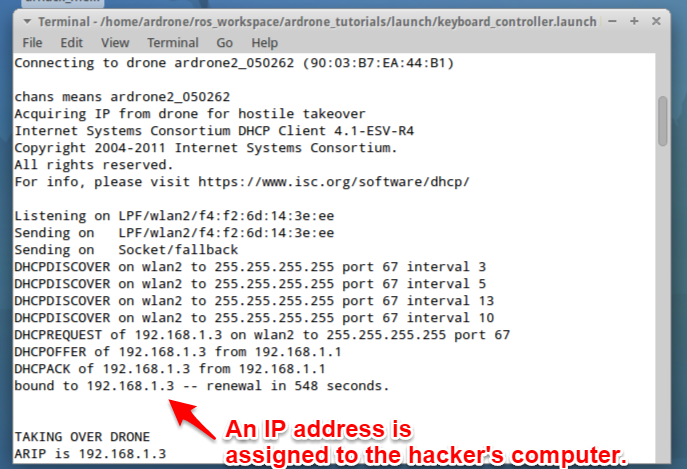 Terminal - /home/ardrone/ros_workspace/ardrone_tutorials/launch/keyboard_controller.launch
File Edit View Terminal Go Help
Connecting to drone ardrone2_050262 (90:03:B7:EA:44:B1)
chans means ardrone2_050262
Acquiring IP from drone for hostile takeover
Internet Systems Consortium DHCP Client 4.1-ESV-R4
Copyright 2004-2011 Internet Systems Consortium.
All rights reserved.
For info, please visit https://www.isc.org/software/dhcp/
Listening on LPF/wlan2/f4:f2:6d:14:3e:ee
Sending on   LPF/wlan2/f4:f2:6d:14:3e:ee
Sending on   Socket/fallback
DHCPDISCOVER on wlan2 to 255.255.255.255 port 67 interval 3
DHCPDISCOVER on wlan2 to 255.255.255.255 port 67 interval 5
DHCPDISCOVER on wlan2 to 255.255.255.255 port 67 interval 13
DHCPDISCOVER on wlan2 to 255.255.255.255 port 67 interval 10
DHCPREQUEST of 192.168.1.3 on wlan2 to 255.255.255.255 port 67
DHCPOFFER of 192.168.1.3 from 192.168.1.1
DHCPACK of 192.168.1.3 from 192.168.1.1
bound to 192.168.1.3 -- renewal in 548 seconds.
An IP address is
assigned to the hacker's computer.
TAKING OVER DRONE
ARIP is 192.168.1.3